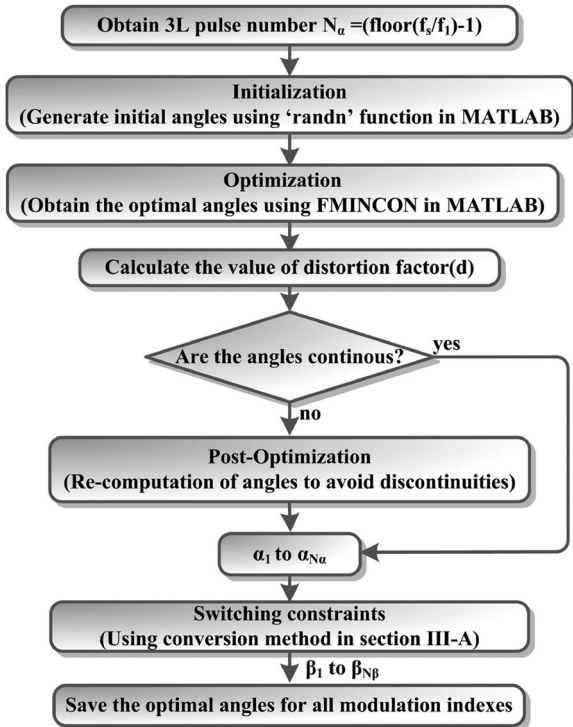 Obtain 3L pulse number Nα =(floor(fs/f1)-1)
Initialization
(Generate initial angles using ‘randn’ function in MATLAB)
Optimization
(Obtain the optimal angles using FMINCON in MATLAB)
Calculate the value of distortion factor(d)
Are the angles continous?
yes
no
Post-Optimization
(Re-computation of angles to avoid discontinuities)
α1 to αNα
Switching constraints
(Using conversion method in section III-A)
β1 to βNβ
Save the optimal angles for all modulation indexes